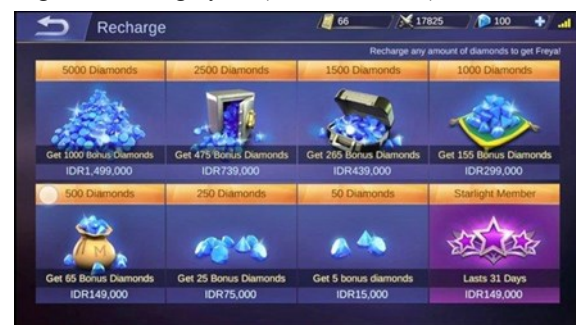 Recharge
66
17825
100
Recharge any amount of diamonds to get Freya!
5000 Diamonds
2500 Diamonds
1500 Diamonds
1000 Diamonds
Get 1000 Bonus Diamonds
Get 475 Bonus Diamonds
Get 265 Bonus Diamonds
Get 155 Bonus Diamonds
IDR1,499,000
IDR739,000
IDR439,000
IDR299,000
500 Diamonds
250 Diamonds
50 Diamonds
Starlight Member
M
Get 65 Bonus Diamonds
Get 25 Bonus Diamonds
Get 5 bonus diamonds
Lasts 31 Days
IDR149,000
IDR75,000
IDR15,000
IDR149,000